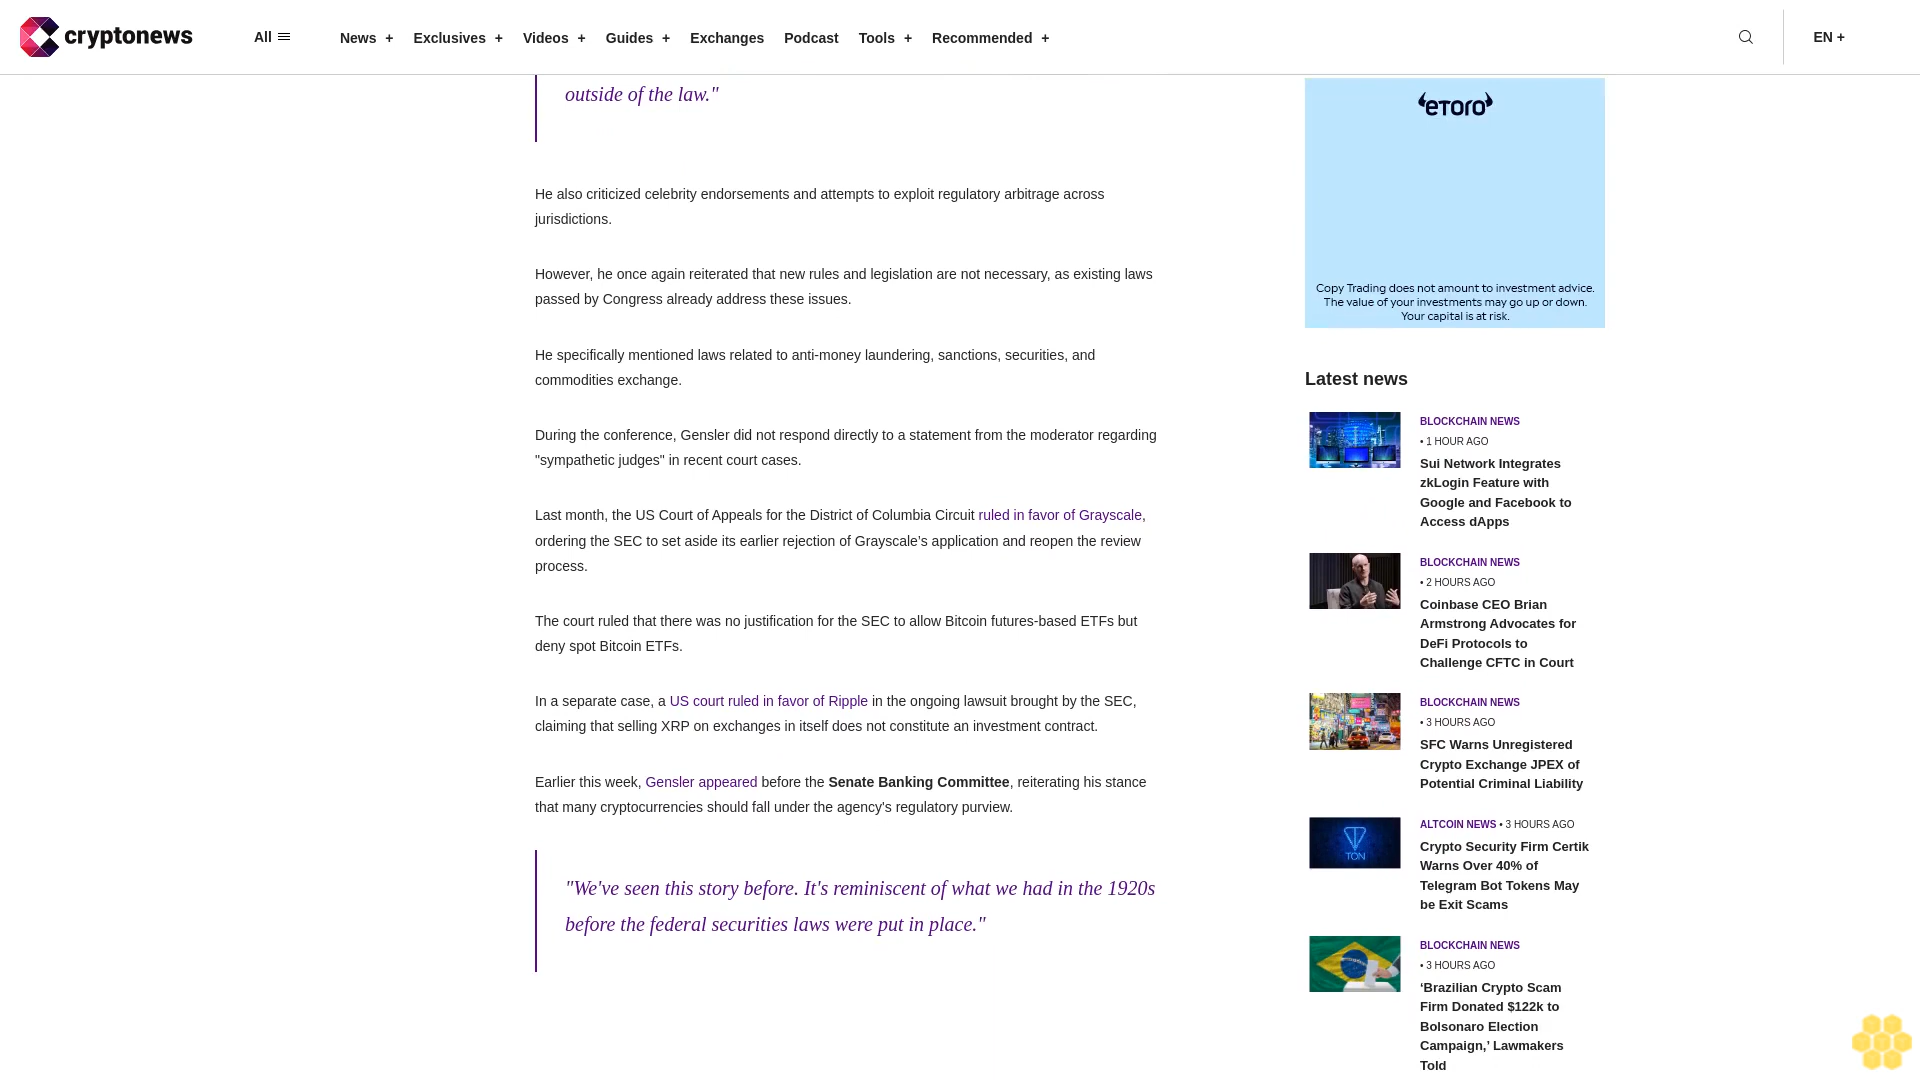 cryptonews
All
News +
Exclusives +
Videos +
Guides +
Exchanges
Podcast
Tools +
Recommended +
EN +
outside of the law."
He also criticized celebrity endorsements and attempts to exploit regulatory arbitrage across
jurisdictions.
However, he once again reiterated that new rules and legislation are not necessary, as existing laws
passed by Congress already address these issues.
He specifically mentioned laws related to anti-money laundering, sanctions, securities, and
commodities exchange.
During the conference, Gensler did not respond directly to a statement from the moderator regarding
"sympathetic judges" in recent court cases.
Last month, the US Court of Appeals for the District of Columbia Circuit ruled in favor of Grayscale,
ordering the SEC to set aside its earlier rejection of Grayscale’s application and reopen the review
process.
The court ruled that there was no justification for the SEC to allow Bitcoin futures-based ETFs but
deny spot Bitcoin ETFs.
In a separate case, a US court ruled in favor of Ripple in the ongoing lawsuit brought by the SEC,
claiming that selling XRP on exchanges in itself does not constitute an investment contract.
Earlier this week, Gensler appeared before the Senate Banking Committee, reiterating his stance
that many cryptocurrencies should fall under the agency's regulatory purview.
"We've seen this story before. It's reminiscent of what we had in the 1920s
before the federal securities laws were put in place."
eToro
Copy Trading does not amount to investment advice.
The value of your investments may go up or down.
Your capital is at risk.
Latest news
BLOCKCHAIN NEWS
• 1 HOUR AGO
Sui Network Integrates
zkLogin Feature with
Google and Facebook to
Access dApps
BLOCKCHAIN NEWS
• 2 HOURS AGO
Coinbase CEO Brian
Armstrong Advocates for
DeFi Protocols to
Challenge CFTC in Court
BLOCKCHAIN NEWS
• 3 HOURS AGO
SFC Warns Unregistered
Crypto Exchange JPEX of
Potential Criminal Liability
TON
ALTCOIN NEWS • 3 HOURS AGO
Crypto Security Firm Certik
Warns Over 40% of
Telegram Bot Tokens May
be Exit Scams
BLOCKCHAIN NEWS
• 3 HOURS AGO
‘Brazilian Crypto Scam
Firm Donated $122k to
Bolsonaro Election
Campaign,’ Lawmakers
Told